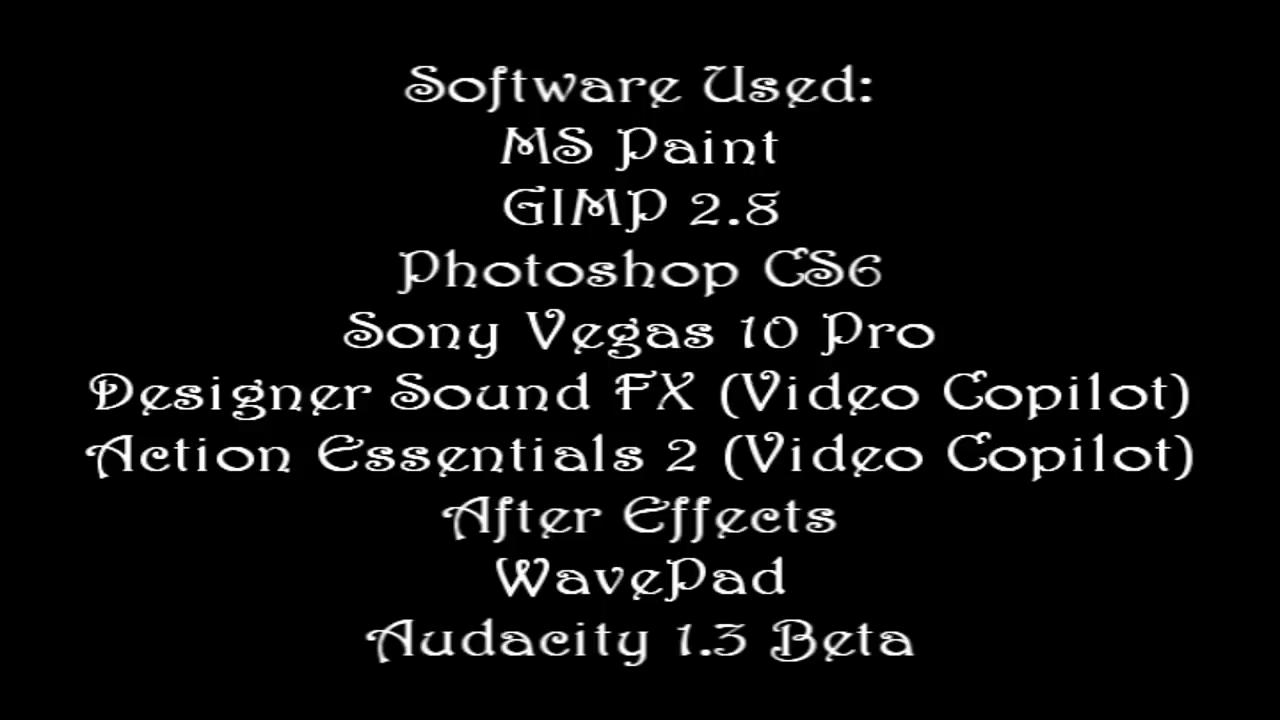 Software Used:
MS Paint
GIMP 2.8
Photoshop CS6
Sony Vegas 10 Pro
Designer Sound FX (Video Copilot)
Action Essentials 2 (Video Copilot)
After Effects
WavePad
Audacity 1.3 Beta